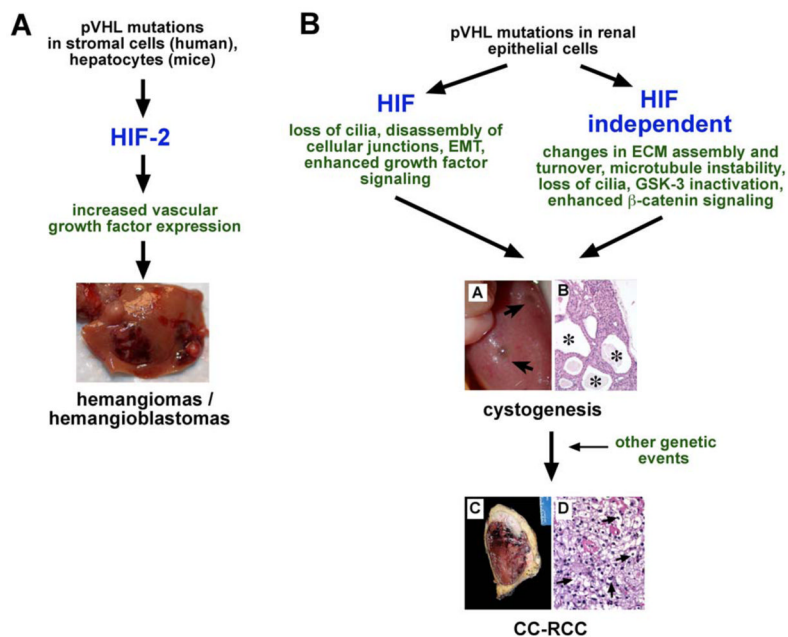 A
pVHL mutations
in stromal cells (human),
hepatocytes (mice)
HIF-2
increased vascular
growth factor expression
hemangiomas /
hemangioblastomas
B
pVHL mutations in renal
epithelial cells
HIF
loss of cilia, disassembly of
cellular junctions, EMT,
enhanced growth factor
signaling
HIF
independent
changes in ECM assembly and
turnover, microtubule instability,
loss of cilia, GSK-3 inactivation,
enhanced β-catenin signaling
A
B
*
*
*
cystogenesis
other genetic
events
C
D
CC-RCC